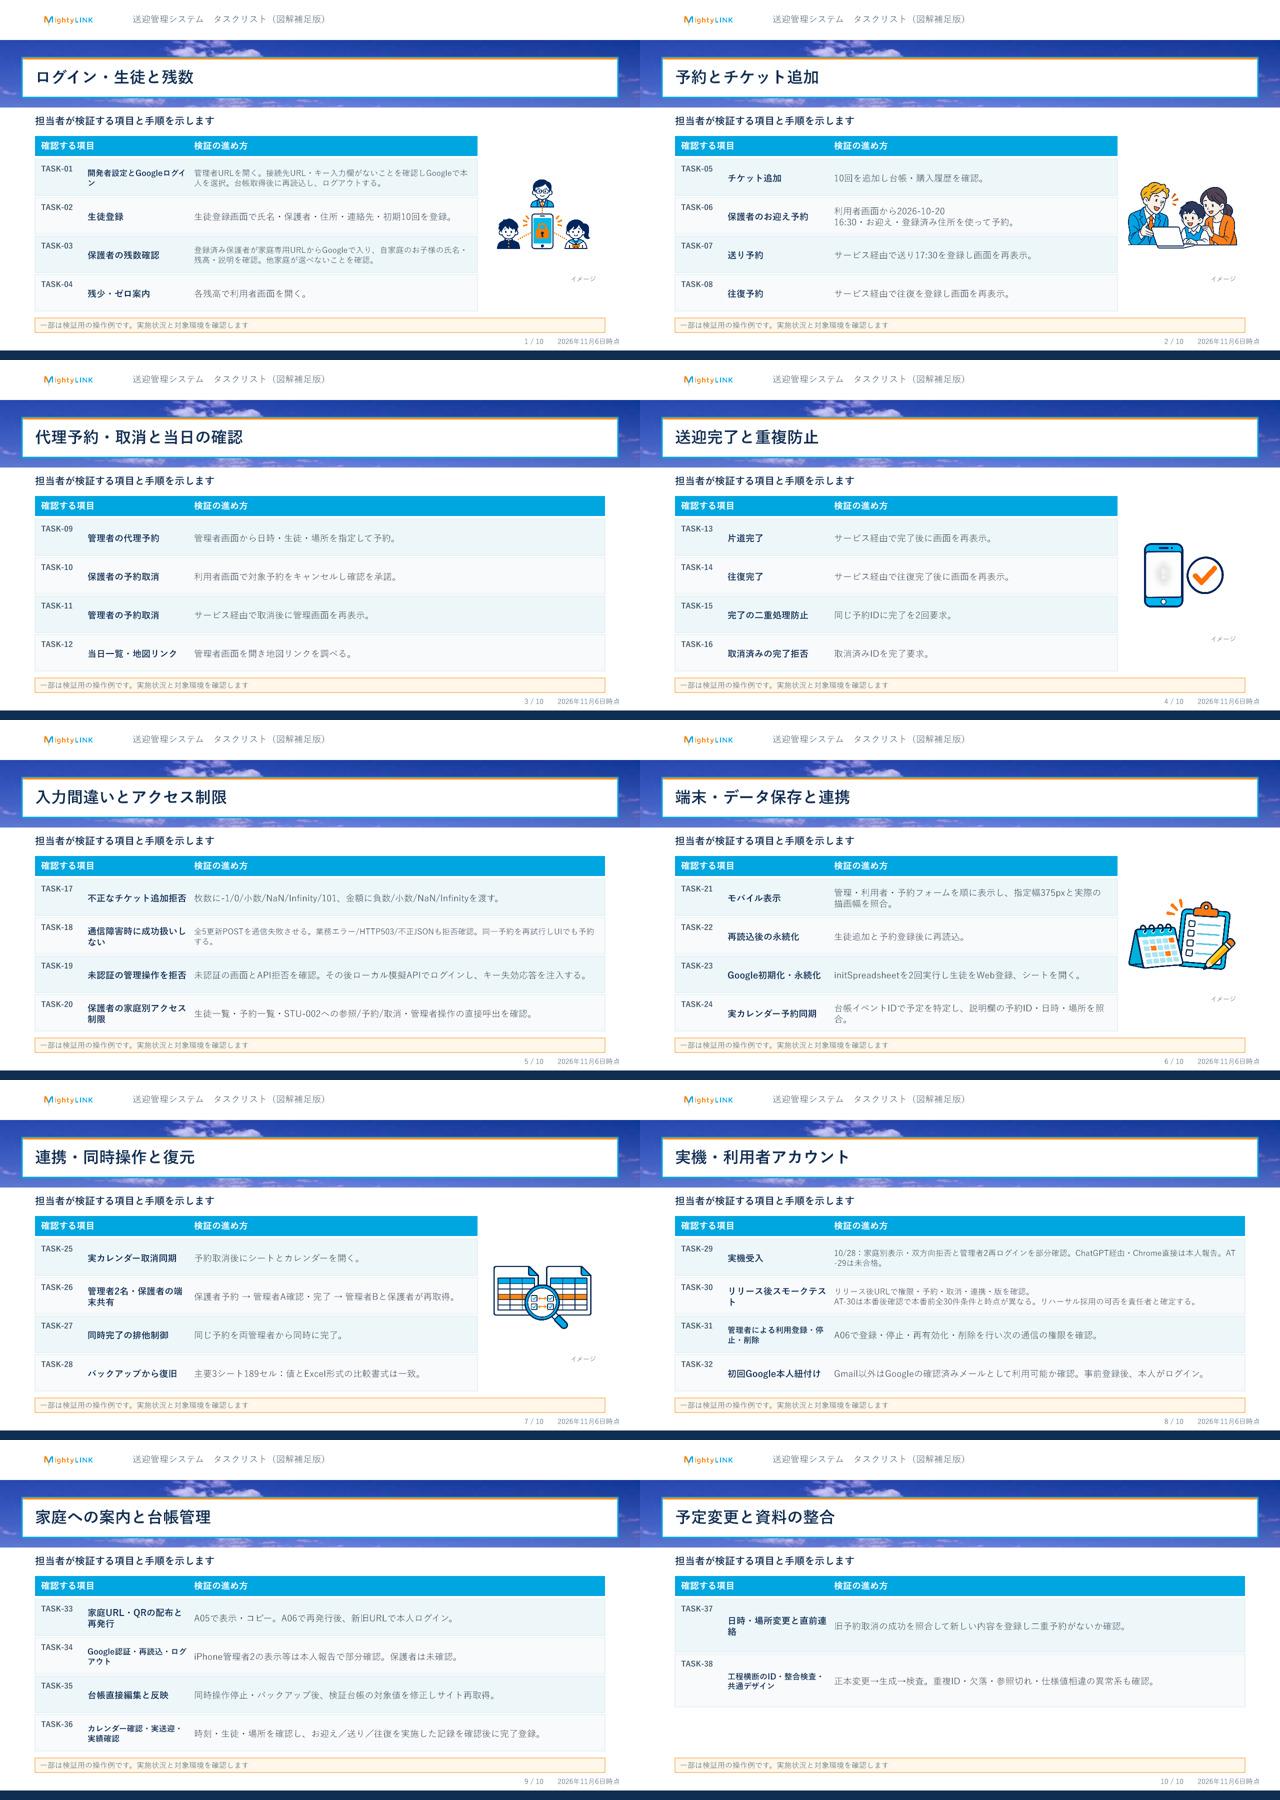 MightyLINK 送迎管理システム タスクリスト（図解補足版）
ログイン・生徒と残数
担当者が検証する項目と手順を示します
確認する項目 検証の進め方
TASK-01 開発者設定とGoogleログイン 管理者URLを開く。接続先URL・キー入力欄がないことを確認しGoogleで本人を選択。台帳取得後に再読込し、ログアウトする。
TASK-02 生徒登録 生徒登録画面で氏名・保護者・住所・連絡先・初期10回を登録。
TASK-03 保護者の残数確認 登録済み保護者が家庭専用URLからGoogleで入り、自家庭のお子様の氏名・残高・説明を確認。他家庭が選べないことを確認。
TASK-04 残少・ゼロ案内 各残高で利用者画面を開く。
イメージ
一部は検証用の操作例です。実施状況と対象環境を確認します
1 / 10 2026年11月6日時点
MightyLINK 送迎管理システム タスクリスト（図解補足版）
予約とチケット追加
担当者が検証する項目と手順を示します
確認する項目 検証の進め方
TASK-05 チケット追加 10回を追加し台帳・購入履歴を確認。
TASK-06 保護者のお迎え予約 利用者画面から2026-10-20
16:30・お迎え・登録済み住所を使って予約。
TASK-07 送り予約 サービス経由で送り17:30を登録し画面を再表示。
TASK-08 往復予約 サービス経由で往復を登録し画面を再表示。
イメージ
一部は検証用の操作例です。実施状況と対象環境を確認します
2 / 10 2026年11月6日時点
MightyLINK 送迎管理システム タスクリスト（図解補足版）
代理予約・取消と当日の確認
担当者が検証する項目と手順を示します
確認する項目 検証の進め方
TASK-09 管理者の代理予約 管理者画面から日時・生徒・場所を指定して予約。
TASK-10 保護者の予約取消 利用者画面で対象予約をキャンセルし確認を承諾。
TASK-11 管理者の予約取消 サービス経由で取消後に管理画面を再表示。
TASK-12 当日一覧・地図リンク 管理者画面を開き地図リンクを調べる。
一部は検証用の操作例です。実施状況と対象環境を確認します
3 / 10 2026年11月6日時点
MightyLINK 送迎管理システム タスクリスト（図解補足版）
送迎完了と重複防止
担当者が検証する項目と手順を示します
確認する項目 検証の進め方
TASK-13 片道完了 サービス経由で完了後に画面を再表示。
TASK-14 往復完了 サービス経由で往復完了後に画面を再表示。
TASK-15 完了の二重処理防止 同じ予約IDに完了を2回要求。
TASK-16 取消済みの完了拒否 取消済みIDを完了要求。
イメージ
一部は検証用の操作例です。実施状況と対象環境を確認します
4 / 10 2026年11月6日時点
MightyLINK 送迎管理システム タスクリスト（図解補足版）
入力間違いとアクセス制限
担当者が検証する項目と手順を示します
確認する項目 検証の進め方
TASK-17 不正なチケット追加拒否 枚数に-1/0/小数/NaN/Infinity/101、金額に負数/小数/NaN/Infinityを渡す。
TASK-18 通信障害時に成功扱いしない 全5更新POSTを通信失敗させる。業務エラー/HTTP503/不正JSONも拒否確認。同一予約を再試行しUIでも予約する。
TASK-19 未認証の管理操作を拒否 未認証の画面とAPI拒否を確認。その後ローカル模擬APIでログインし、キー失効応答を注入する。
TASK-20 保護者の家庭別アクセス制限 生徒一覧・予約一覧・STU-002への参照/予約/取消・管理者操作の直接呼出を確認。
一部は検証用の操作例です。実施状況と対象環境を確認します
5 / 10 2026年11月6日時点
MightyLINK 送迎管理システム タスクリスト（図解補足版）
端末・データ保存と連携
担当者が検証する項目と手順を示します
確認する項目 検証の進め方
TASK-21 モバイル表示 管理・利用者・予約フォームを順に表示し、指定幅375pxと実際の描画幅を照合。
TASK-22 再読込後の永続化 生徒追加と予約登録後に再読込。
TASK-23 Google初期化・永続化 initSpreadsheetを2回実行し生徒をWeb登録、シートを開く。
TASK-24 実カレンダー予約同期 台帳イベントIDで予定を特定し、説明欄の予約ID・日時・場所を照合。
イメージ
一部は検証用の操作例です。実施状況と対象環境を確認します
6 / 10 2026年11月6日時点
MightyLINK 送迎管理システム タスクリスト（図解補足版）
連携・同時操作と復元
担当者が検証する項目と手順を示します
確認する項目 検証の進め方
TASK-25 実カレンダー取消同期 予約取消後にシートとカレンダーを開く。
TASK-26 管理者2名・保護者の端末共有 保護者予約 → 管理者A確認・完了 → 管理者Bと保護者が再取得。
TASK-27 同時完了の排他制御 同じ予約を両管理者から同時に完了。
TASK-28 バックアップから復旧 主要3シート189セル：値とExcel形式の比較書式は一致。
イメージ
一部は検証用の操作例です。実施状況と対象環境を確認します
7 / 10 2026年11月6日時点
MightyLINK 送迎管理システム タスクリスト（図解補足版）
実機・利用者アカウント
担当者が検証する項目と手順を示します
確認する項目 検証の進め方
TASK-29 実機受入 10/28：家庭別表示・双方向拒否と管理者2再ログインを部分確認。ChatGPT経由・Chrome直接は本人報告。AT-29は未合格。
TASK-30 リリース後スモークテスト リリース後URLで権限・予約・取消・連携・版を確認。
AT-30は本番後確認で本番前全30件条件と時点が異なる。リハーサル採用の可否を責任者と確定する。
TASK-31 管理者による利用登録・停止・削除 A06で登録・停止・再有効化・削除を行い次の通信の権限を確認。
TASK-32 初回Google本人紐付け Gmail以外はGoogleの確認済みメールとして利用可能か確認。事前登録後、本人がログイン。
一部は検証用の操作例です。実施状況と対象環境を確認します
8 / 10 2026年11月6日時点
MightyLINK 送迎管理システム タスクリスト（図解補足版）
家庭への案内と台帳管理
担当者が検証する項目と手順を示します
確認する項目 検証の進め方
TASK-33 家庭URL・QRの配布と再発行 A05で表示・コピー。A06で再発行後、新旧URLで本人ログイン。
TASK-34 Google認証・再読込・ログアウト iPhone管理者2の表示等は本人報告で部分確認。保護者は未確認。
TASK-35 台帳直接編集と反映 同時操作停止・バックアップ後、検証台帳の対象値を修正しサイト再取得。
TASK-36 カレンダー確認・実送迎・実績確認 時刻・生徒・場所を確認し、お迎え／送り／往復を実施した記録を確認後に完了登録。
一部は検証用の操作例です。実施状況と対象環境を確認します
9 / 10 2026年11月6日時点
MightyLINK 送迎管理システム タスクリスト（図解補足版）
予定変更と資料の整合
担当者が検証する項目と手順を示します
確認する項目 検証の進め方
TASK-37 日時・場所変更と直前連絡 旧予約取消の成功を照合して新しい内容を登録し二重予約がないか確認。
TASK-38 工程横断のID・整合検査・共通デザイン 正本変更→生成→検査。重複ID・欠落・参照切れ・仕様値相違の異常系も確認。
一部は検証用の操作例です。実施状況と対象環境を確認します
10 / 10 2026年11月6日時点